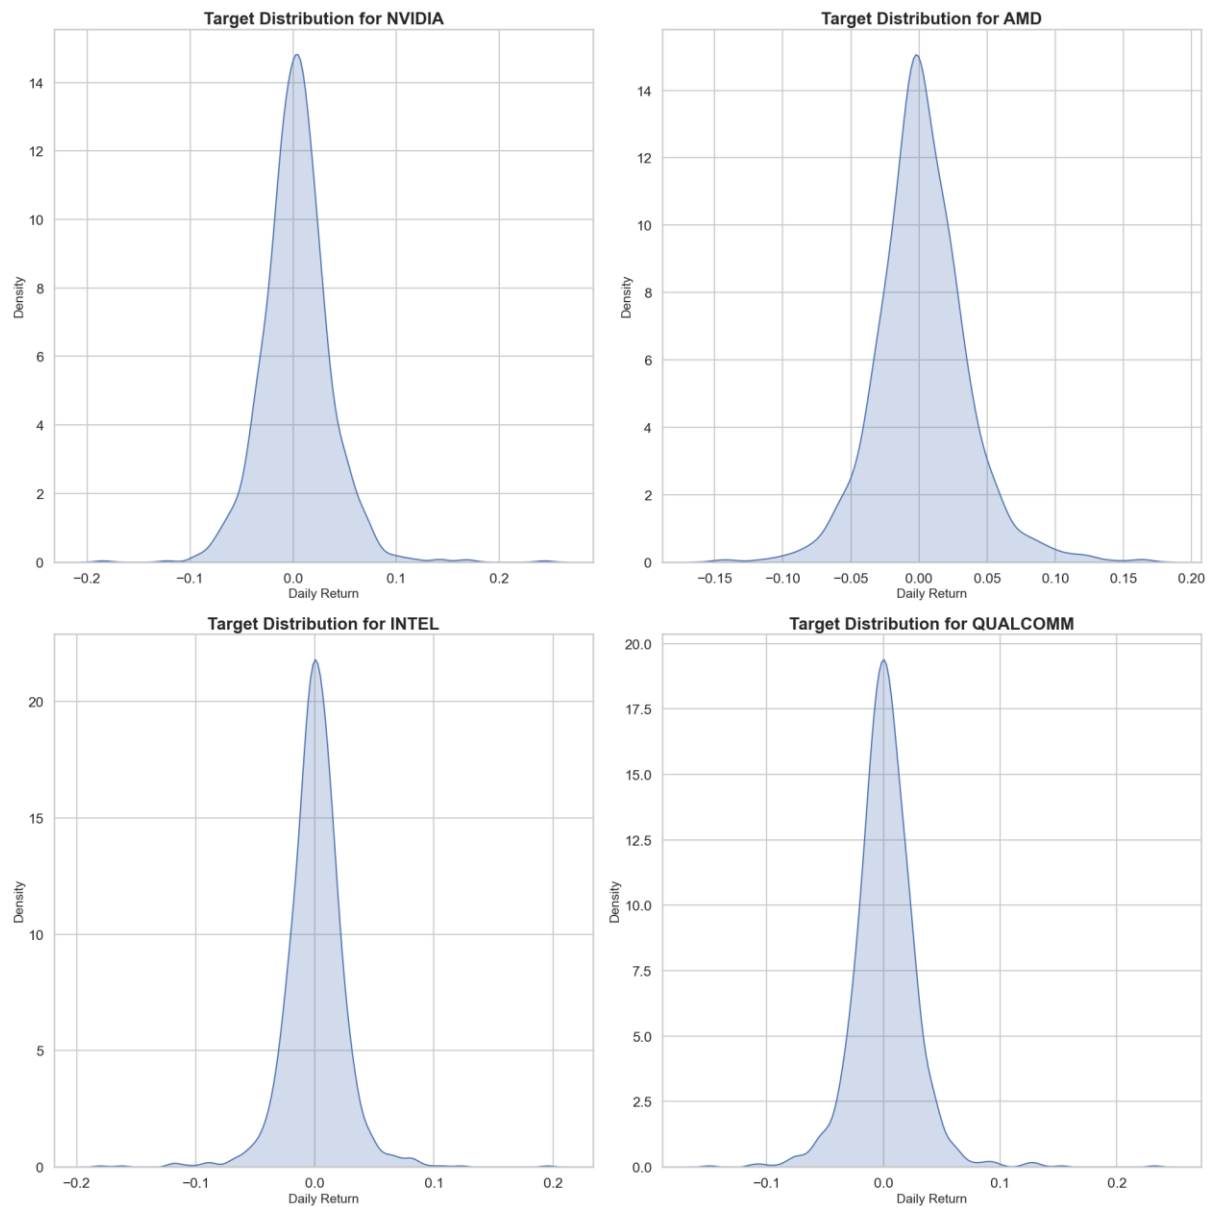 Target Distribution for NVIDIA
14
12
10
8
6
4
2
0
Density
−0.2 −0.1 0.0 0.1 0.2
Daily Return
Target Distribution for AMD
14
12
10
8
6
4
2
0
Density
−0.15 −0.10 −0.05 0.00 0.05 0.10 0.15 0.20
Daily Return
Target Distribution for INTEL
20
15
10
5
0
Density
−0.2 −0.1 0.0 0.1 0.2
Daily Return
Target Distribution for QUALCOMM
20.0
17.5
15.0
12.5
10.0
7.5
5.0
2.5
0.0
Density
−0.1 0.0 0.1 0.2
Daily Return